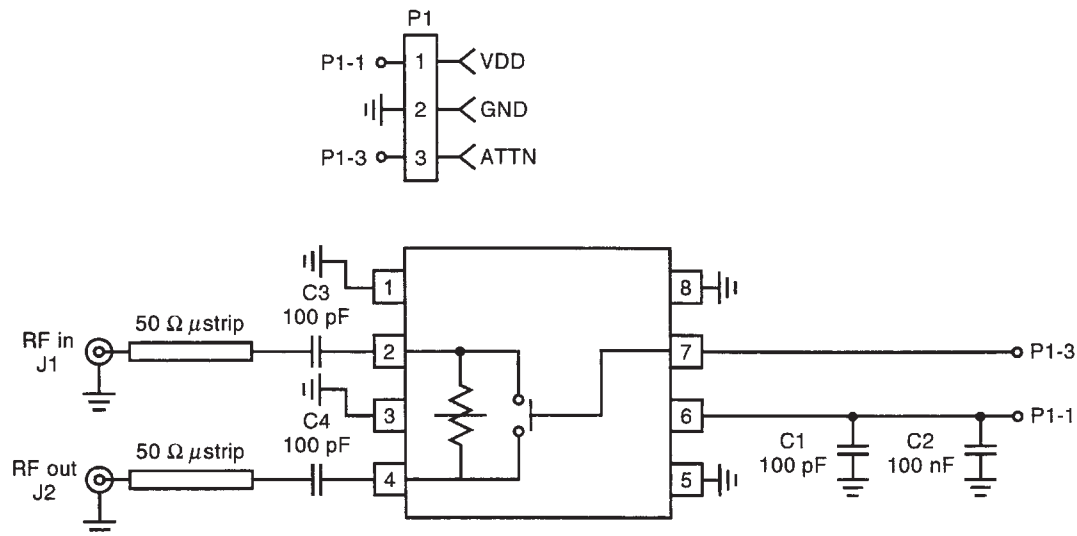 P1
P1-1 1 VDD
2 GND
P1-3 3 ATTN
1 8
C3
100 pF
50 Ω μstrip
RF in
J1
2 7 P1-3
3 6 P1-1
C4
100 pF
C1
100 pF
C2
100 nF
50 Ω μstrip
RF out
J2
4 5